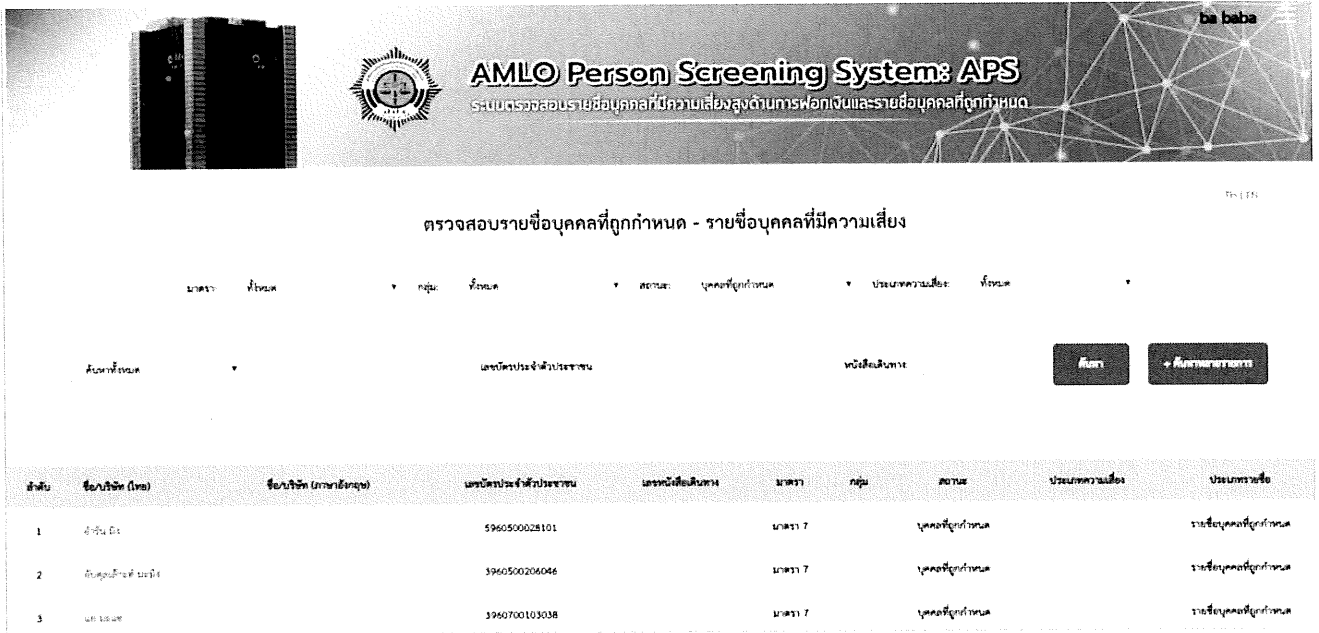 ba baba
AMLO Person Screening System: APS
ระบบตรวจสอบรายชื่อบุคคลที่มีความเสี่ยงสูงด้านการฟอกเงินและรายชื่อบุคคลที่ถูกกำหนด
TH | EN
ตรวจสอบรายชื่อบุคคลที่ถูกกำหนด - รายชื่อบุคคลที่มีความเสี่ยง
มาตรา: ทั้งหมด กลุ่ม: ทั้งหมด สถานะ: บุคคลที่ถูกกำหนด ประเภทความเสี่ยง: ทั้งหมด
ค้นหาทั้งหมด เลขบัตรประจำตัวประชาชน หนังสือเดินทาง ค้นหา + ค้นหาหลายรายการ
ลำดับ ชื่อ/บริษัท (ไทย) ชื่อ/บริษัท (ภาษาอังกฤษ) เลขบัตรประจำตัวประชาชน เลขหนังสือเดินทาง มาตรา กลุ่ม สถานะ ประเภทความเสี่ยง ประเภทรายชื่อ
1 5960500028101 มาตรา 7 บุคคลที่ถูกกำหนด รายชื่อบุคคลที่ถูกกำหนด
2 3960500206046 มาตรา 7 บุคคลที่ถูกกำหนด รายชื่อบุคคลที่ถูกกำหนด
3 3960700103038 มาตรา 7 บุคคลที่ถูกกำหนด รายชื่อบุคคลที่ถูกกำหนด